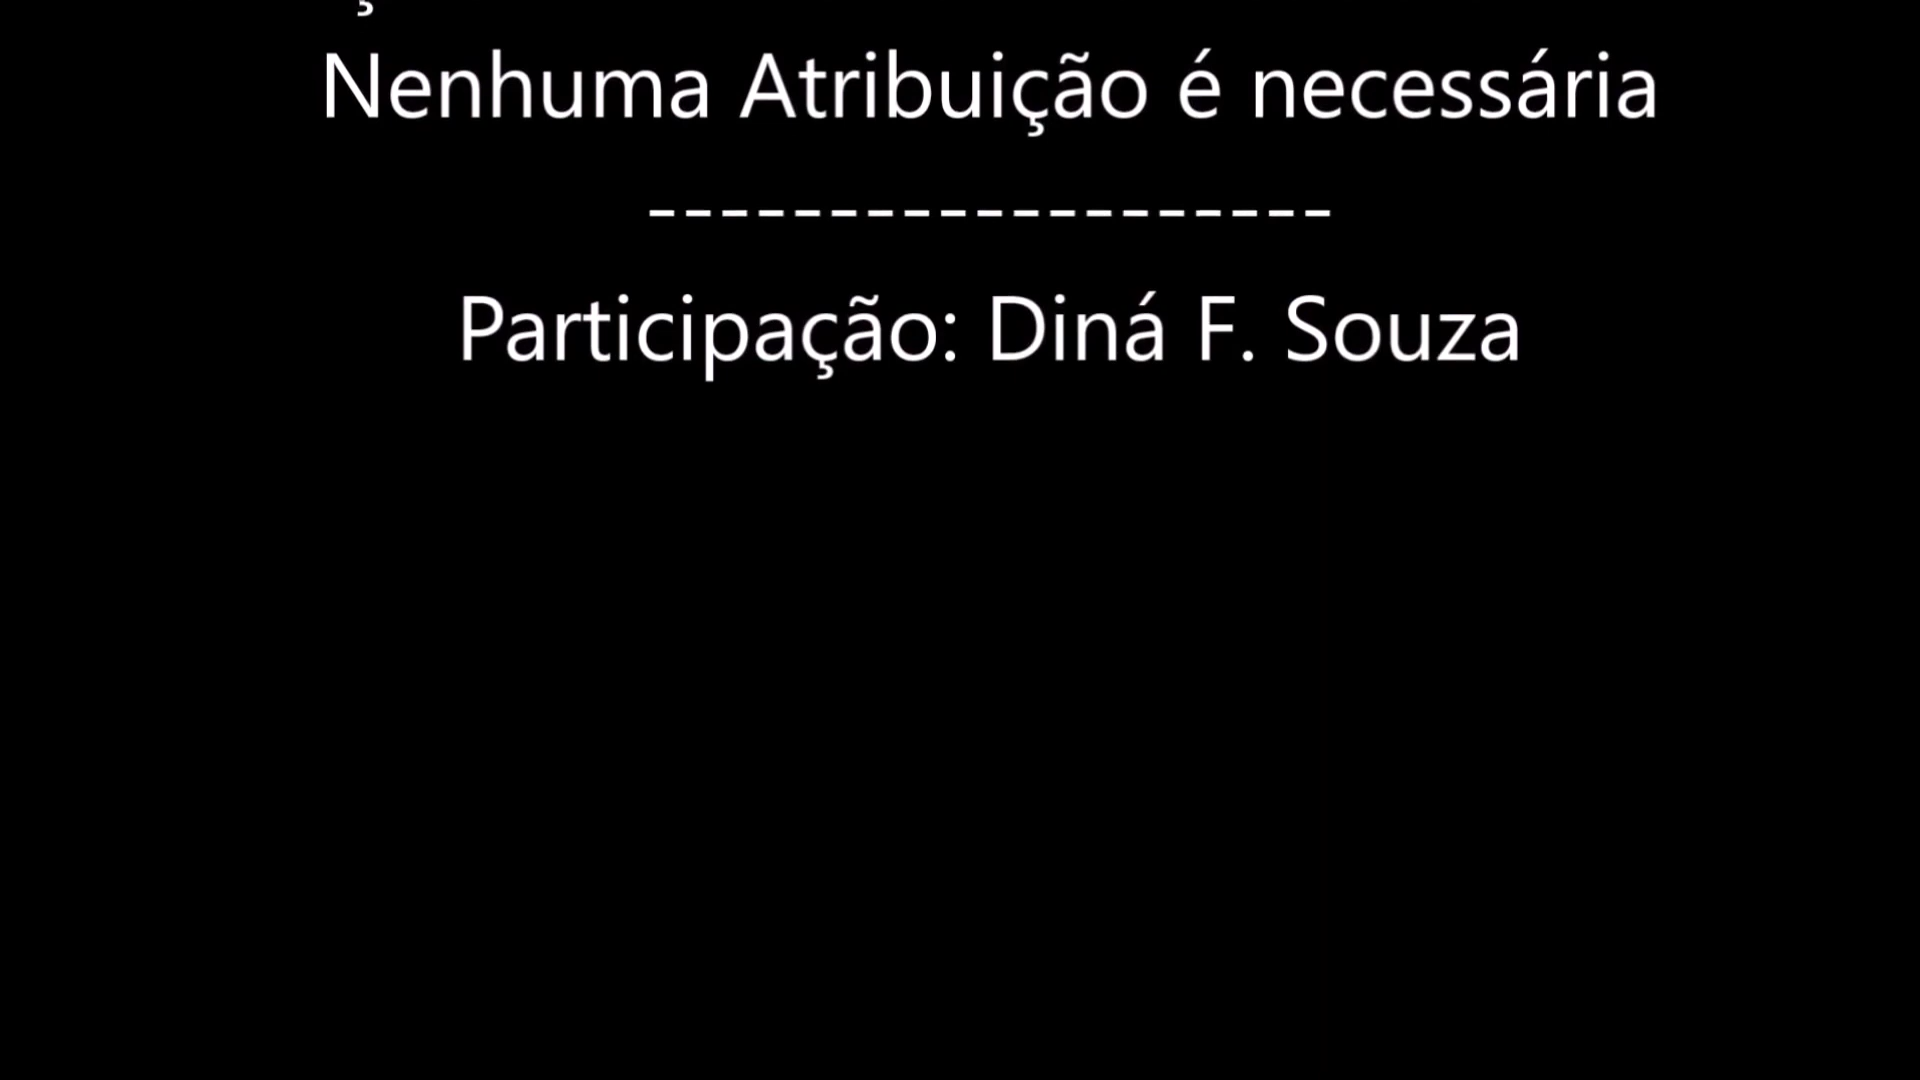 Nenhuma Atribuição é necessária
-------------------
Participação: Diná F. Souza